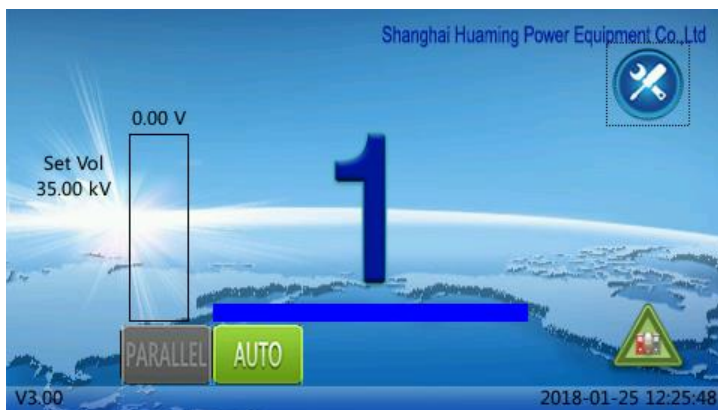 Shanghai Huaming Power Equipment Co.,Ltd
0.00 V
Set Vol
35.00 kV
1
PARALLEL
AUTO
V3.00
2018-01-25 12:25:48